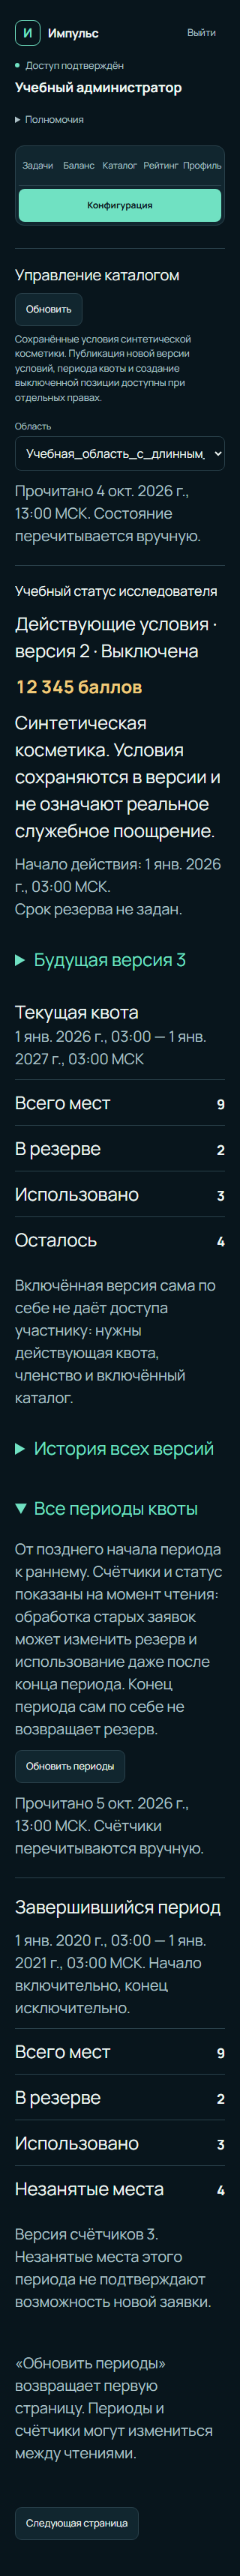 И Импульс Выйти
Доступ подтверждён
Учебный администратор
Полномочия
Задачи Баланс Каталог Рейтинг Профиль
Конфигурация
Управление каталогом
Обновить
Сохранённые условия синтетической
косметики. Публикация новой версии
условий, периода квоты и создание
выключенной позиции доступны при
отдельных правах.
Область
Учебная_область_с_длинным_
Прочитано 4 окт. 2026 г.,
13:00 МСК. Состояние
перечитывается вручную.
Учебный статус исследователя
Действующие условия ·
версия 2 · Выключена
12 345 баллов
Синтетическая
косметика. Условия
сохраняются в версии и
не означают реальное
служебное поощрение.
Начало действия: 1 янв. 2026
г., 03:00 МСК.
Срок резерва не задан.
Будущая версия 3
Текущая квота
1 янв. 2026 г., 03:00 — 1 янв.
2027 г., 03:00 МСК
Всего мест 9
В резерве 2
Использовано 3
Осталось 4
Включённая версия сама по
себе не даёт доступа
участнику: нужны
действующая квота,
членство и включённый
каталог.
История всех версий
Все периоды квоты
От позднего начала периода
к раннему. Счётчики и статус
показаны на момент чтения:
обработка старых заявок
может изменить резерв и
использование даже после
конца периода. Конец
периода сам по себе не
возвращает резерв.
Обновить периоды
Прочитано 5 окт. 2026 г.,
13:00 МСК. Счётчики
перечитываются вручную.
Завершившийся период
1 янв. 2020 г., 03:00 — 1 янв.
2021 г., 03:00 МСК. Начало
включительно, конец
исключительно.
Всего мест 9
В резерве 2
Использовано 3
Незанятые места 4
Версия счётчиков 3.
Незанятые места этого
периода не подтверждают
возможность новой заявки.
«Обновить периоды»
возвращает первую
страницу. Периоды и
счётчики могут измениться
между чтениями.
Следующая страница